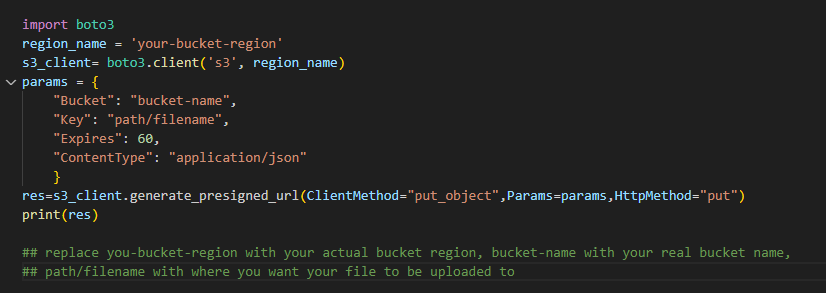 import boto3
region_name = 'your-bucket-region'
s3_client= boto3.client('s3', region_name)
params = {
    "Bucket": "bucket-name",
    "Key": "path/filename",
    "Expires": 60,
    "ContentType": "application/json"
    }
res=s3_client.generate_presigned_url(ClientMethod="put_object",Params=params,HttpMethod="put")
print(res)
## replace you-bucket-region with your actual bucket region, bucket-name with your real bucket name,
## path/filename with where you want your file to be uploaded to